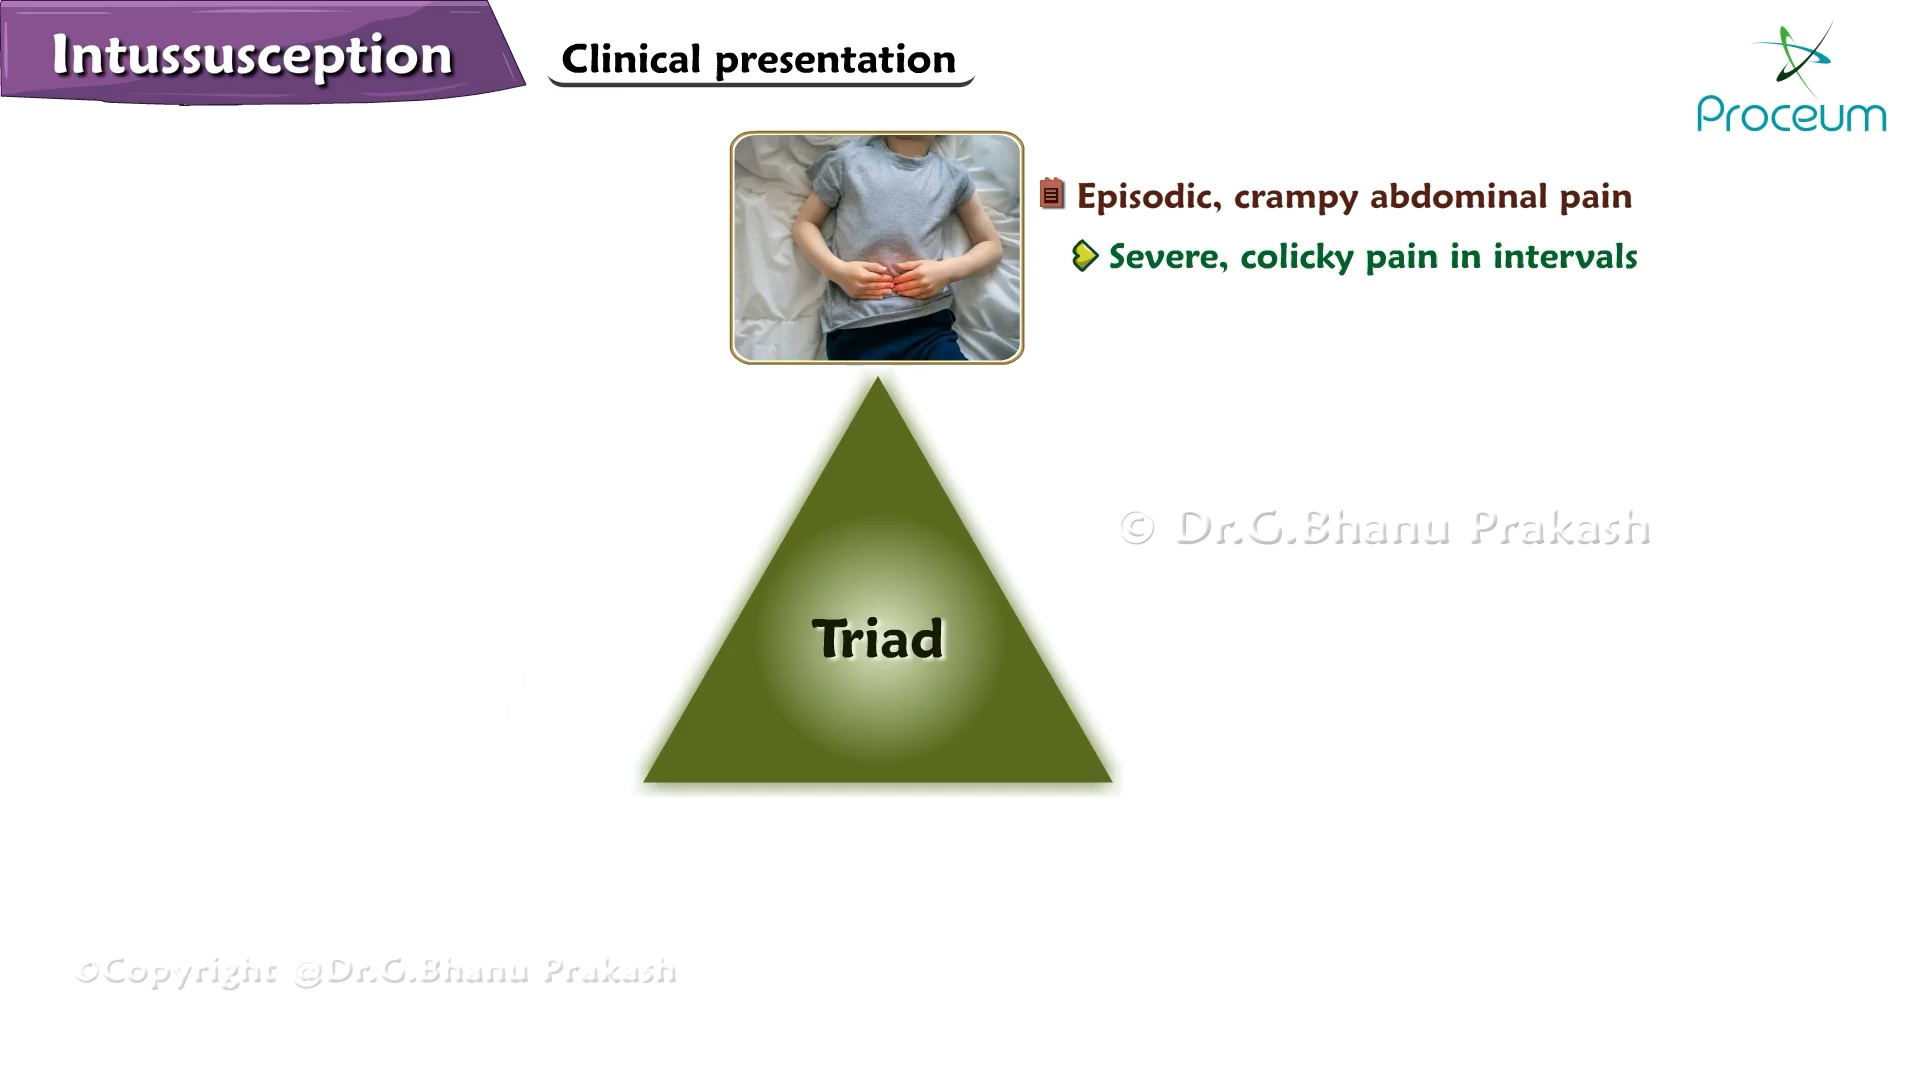 Intussusception
Clinical presentation
Proceum
Episodic, crampy abdominal pain
Severe, colicky pain in intervals
© Dr.G.Bhanu Prakash
Triad
©Copyright @Dr.G.Bhanu Prakash